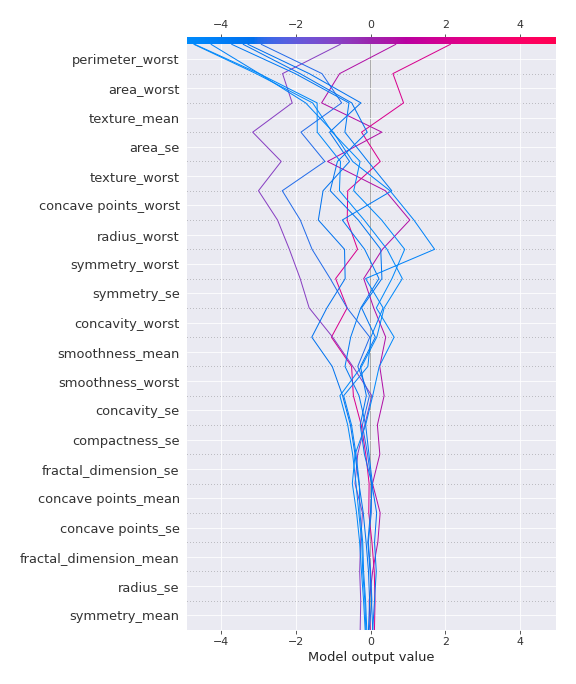 −4 −2 0 2 4
perimeter_worst
area_worst
texture_mean
area_se
texture_worst
concave points_worst
radius_worst
symmetry_worst
symmetry_se
concavity_worst
smoothness_mean
smoothness_worst
concavity_se
compactness_se
fractal_dimension_se
concave points_mean
concave points_se
fractal_dimension_mean
radius_se
symmetry_mean
−4 −2 0 2 4
Model output value